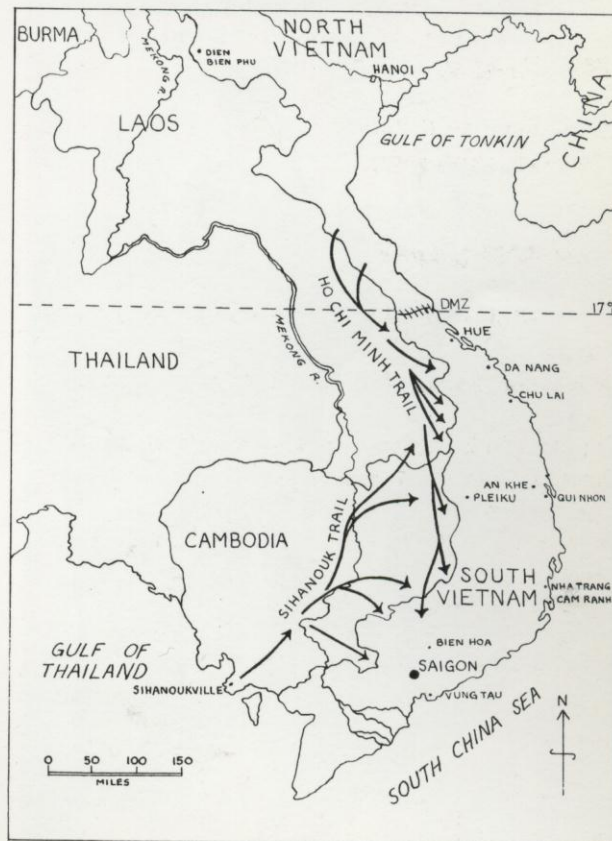 BURMA
MEKONG R.
DIEN
BIEN PHU
NORTH
VIETNAM
HANOI
CHINA
LAOS
GULF OF TONKIN
HO CHI MINH TRAIL
DMZ
17°
HUE
MEKONG R.
THAILAND
DA NANG
CHU LAI
AN KHE
PLEIKU
QUI NHON
CAMBODIA
SIHANOUK TRAIL
SOUTH
VIETNAM
NHA TRANG
CAM RANH
GULF OF
THAILAND
BIEN HOA
SAIGON
SIHANOUKVILLE
VUNG TAU
SOUTH CHINA SEA
N
0 50 100 150
MILES